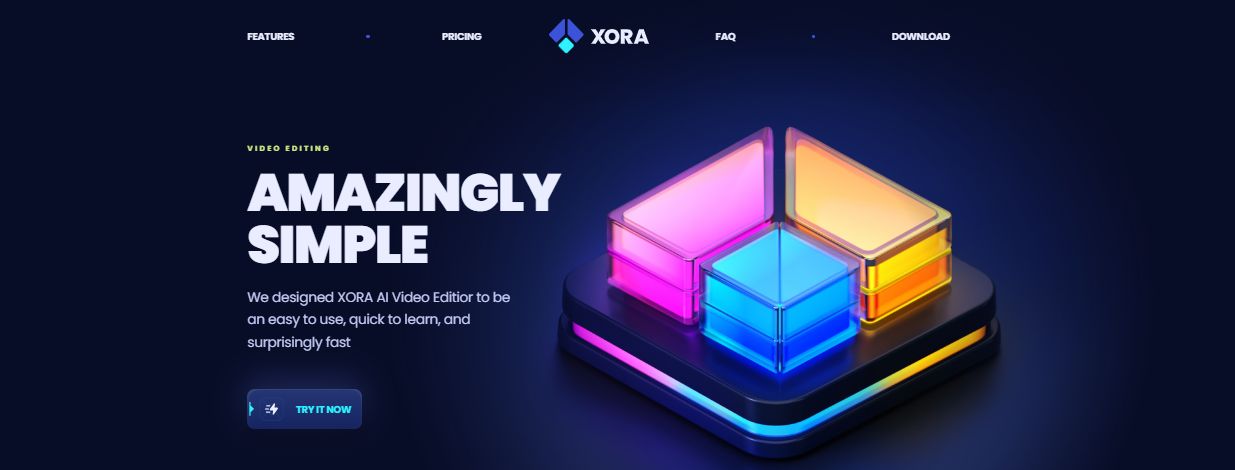 FEATURES
PRICING
XORA
FAQ
DOWNLOAD
VIDEO EDITING
AMAZINGLY
SIMPLE
We designed XORA AI Video Editior to be
an easy to use, quick to learn, and
surprisingly fast
TRY IT NOW